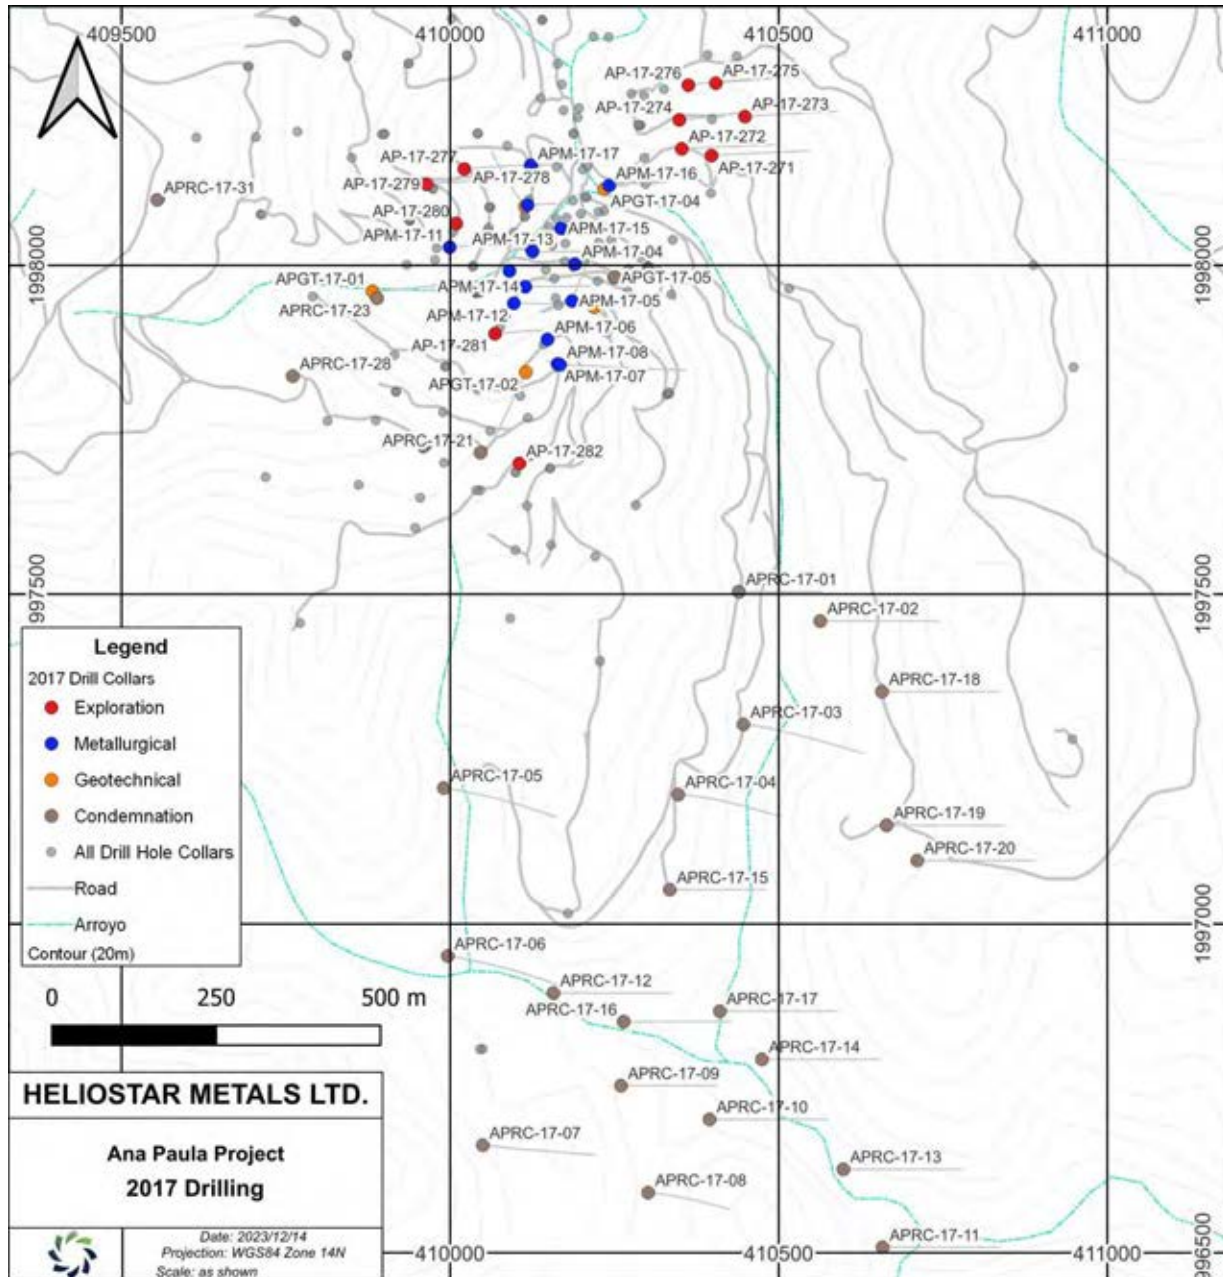 409500
410000
410500
411000
AP-17-276
AP-17-275
AP-17-274
AP-17-273
AP-17-272
AP-17-271
AP-17-277
APM-17-17
AP-17-278
APM-17-16
AP-17-279
APRC-17-31
APGT-17-04
AP-17-280
APM-17-11
APM-17-13
APM-17-15
APM-17-04
1998000
1998000
APGT-17-01
APGT-17-05
APM-17-14
APRC-17-23
APM-17-05
APM-17-12
APM-17-06
AP-17-281
APM-17-08
APRC-17-28
APGT-17-02
APM-17-07
APRC-17-21
AP-17-282
997500
1997500
APRC-17-01
APRC-17-02
APRC-17-18
APRC-17-03
APRC-17-05
APRC-17-04
APRC-17-19
APRC-17-20
APRC-17-15
1997000
APRC-17-06
APRC-17-12
APRC-17-16
APRC-17-17
APRC-17-14
APRC-17-09
APRC-17-10
APRC-17-07
APRC-17-13
APRC-17-08
APRC-17-11
996500
410000
410500
411000
Legend
2017 Drill Collars
Exploration
Metallurgical
Geotechnical
Condemnation
All Drill Hole Collars
Road
Arroyo
Contour (20m)
0 250 500 m
HELIOSTAR METALS LTD.
Ana Paula Project
2017 Drilling
Date: 2023/12/14
Projection: WGS84 Zone 14N
Scale: as shown